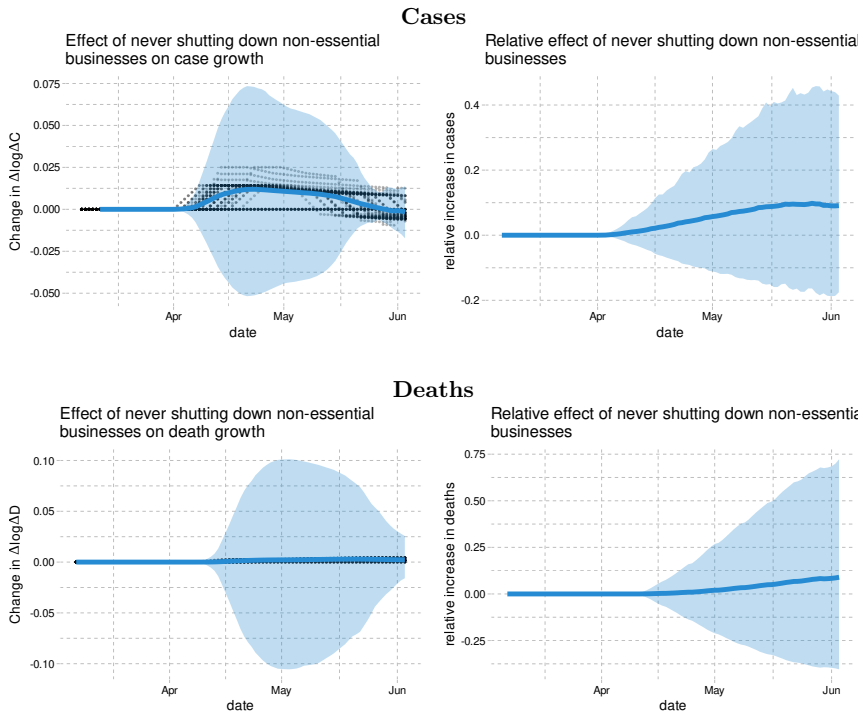 Cases
Effect of never shutting down non-essential
businesses on case growth
0.075
0.050
0.025
0.000
-0.025
-0.050
Change in ΔlogΔC
Apr
May
Jun
date
Relative effect of never shutting down non-essential
businesses
0.4
0.2
0.0
-0.2
relative increase in cases
Apr
May
Jun
date
Deaths
Effect of never shutting down non-essential
businesses on death growth
0.10
0.05
0.00
-0.05
-0.10
Change in ΔlogΔD
Apr
May
Jun
date
Relative effect of never shutting down non-essentia
businesses
0.75
0.50
0.25
0.00
-0.25
relative increase in deaths
Apr
May
Jun
date